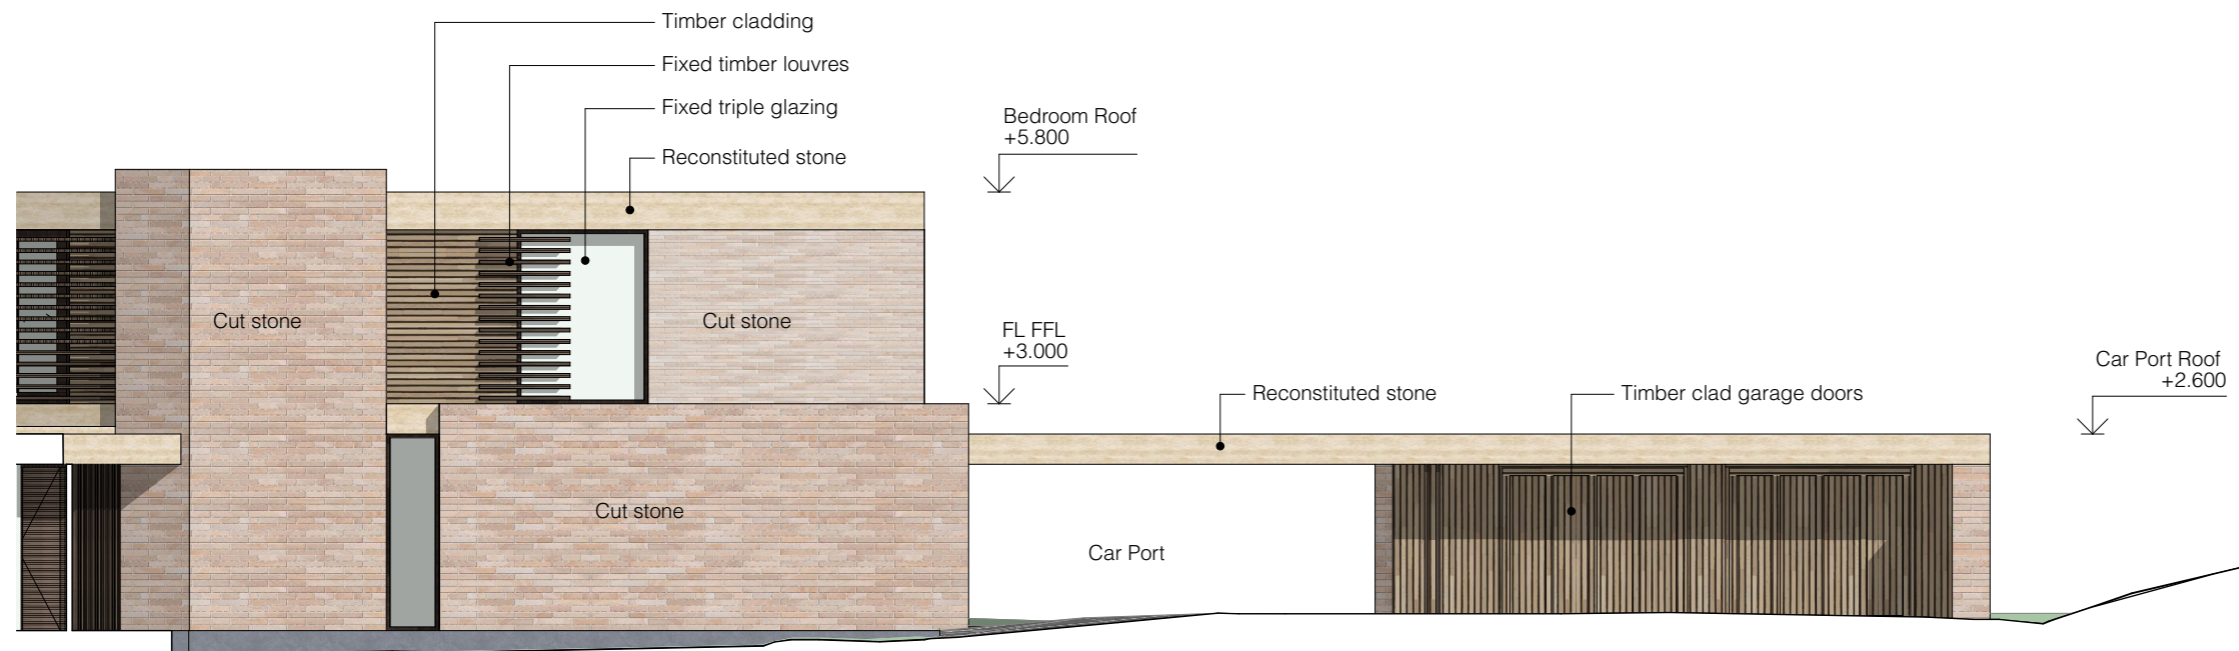 Timber cladding
Fixed timber louvres
Fixed triple glazing
Reconstituted stone
Bedroom Roof
+5.800
Cut stone
Cut stone
FL FFL
+3.000
Car Port Roof
+2.600
Reconstituted stone
Timber clad garage doors
Cut stone
Car Port